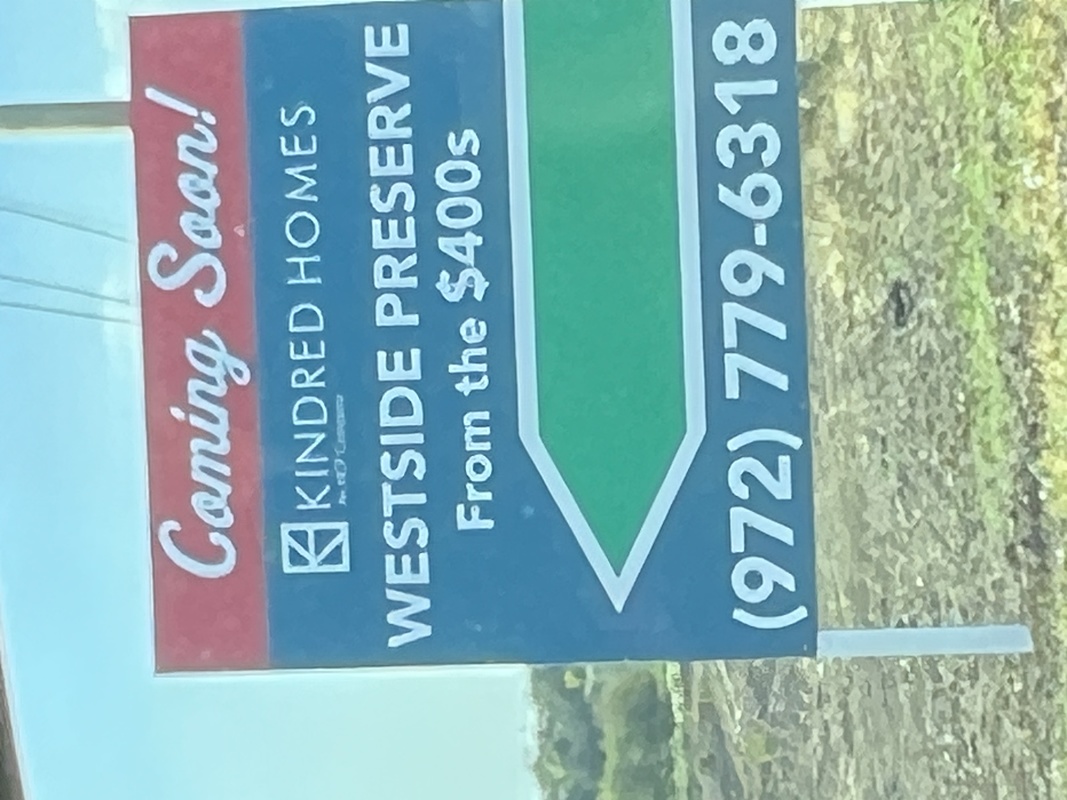 Coming Soon!
KINDRED HOMES
WESTSIDE PRESERVE
From the $400s
(972) 779-6318